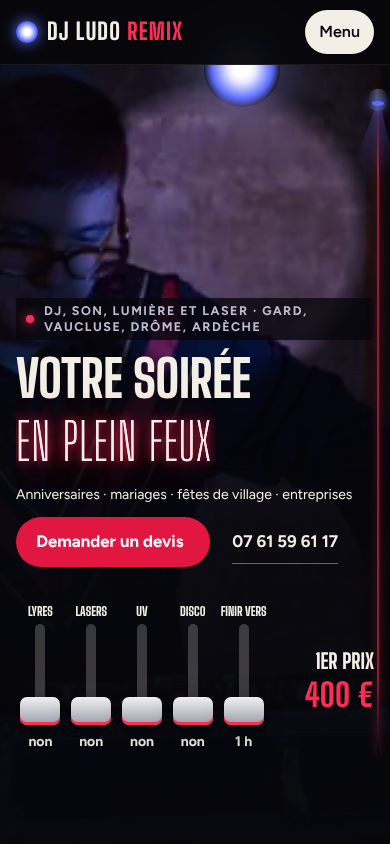 DJ LUDO REMIX
Menu
DJ, SON, LUMIÈRE ET LASER · GARD,
VAUCLUSE, DRÔME, ARDÈCHE
VOTRE SOIRÉE
EN PLEIN FEUX
Anniversaires · mariages · fêtes de village · entreprises
Demander un devis
07 61 59 61 17
LYRES LASERS UV DISCO FINIR VERS
non non non non 1 h
1ER PRIX
400 €